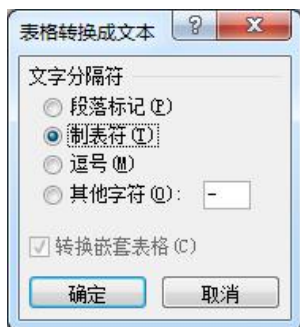 表格转换成文本
文字分隔符
段落标记(P)
制表符(T)
逗号(M)
其他字符(O): -
转换嵌套表格(C)
确定 取消